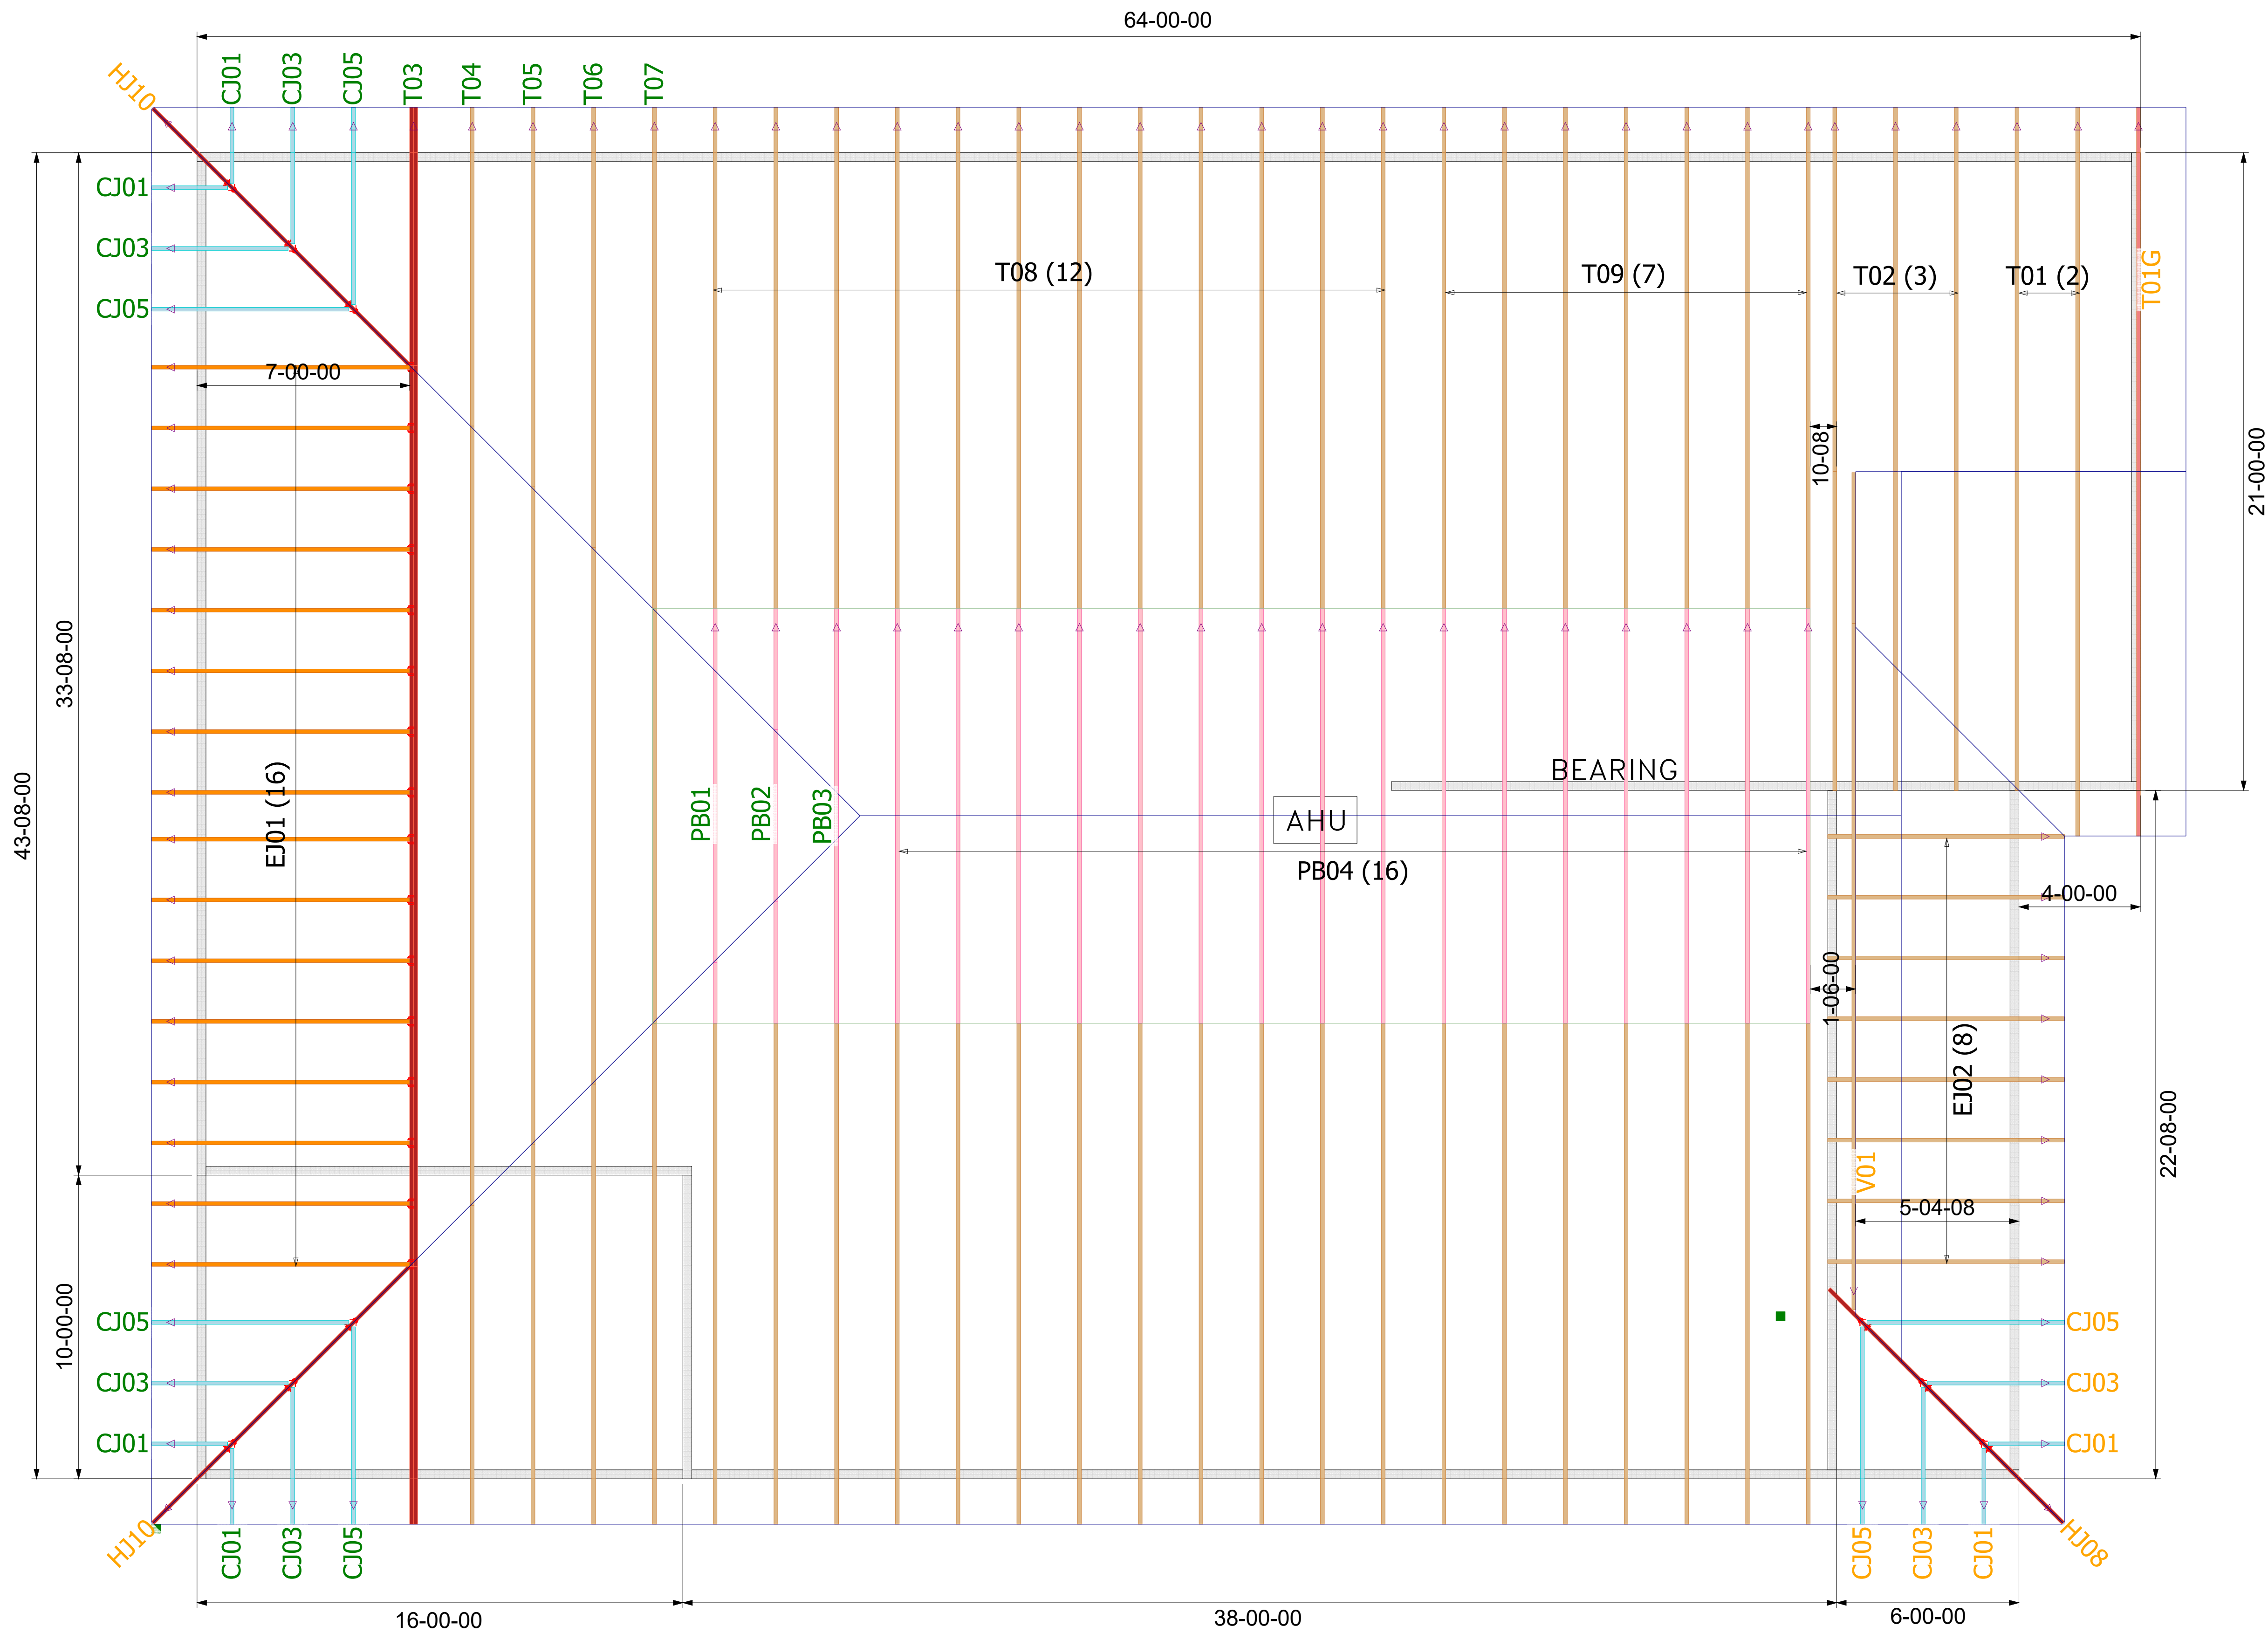 64-00-00
HJ10
CJ01
CJ03
CJ05
T03
T04
T05
T06
T07
CJ01
CJ03
CJ05
T08 (12)
T09 (7)
T02 (3)
T01 (2)
T01G
7-00-00
10-08
21-00-00
33-08-00
43-08-00
EJ01 (16)
PB01
PB02
PB03
BEARING
AHU
PB04 (16)
4-00-00
1-06-00
EJ02 (8)
22-08-00
V01
5-04-08
10-00-00
CJ05
CJ03
CJ01
CJ05
CJ03
CJ01
HJ10
CJ01
CJ03
CJ05
CJ05
CJ03
CJ01
HJ08
16-00-00
38-00-00
6-00-00